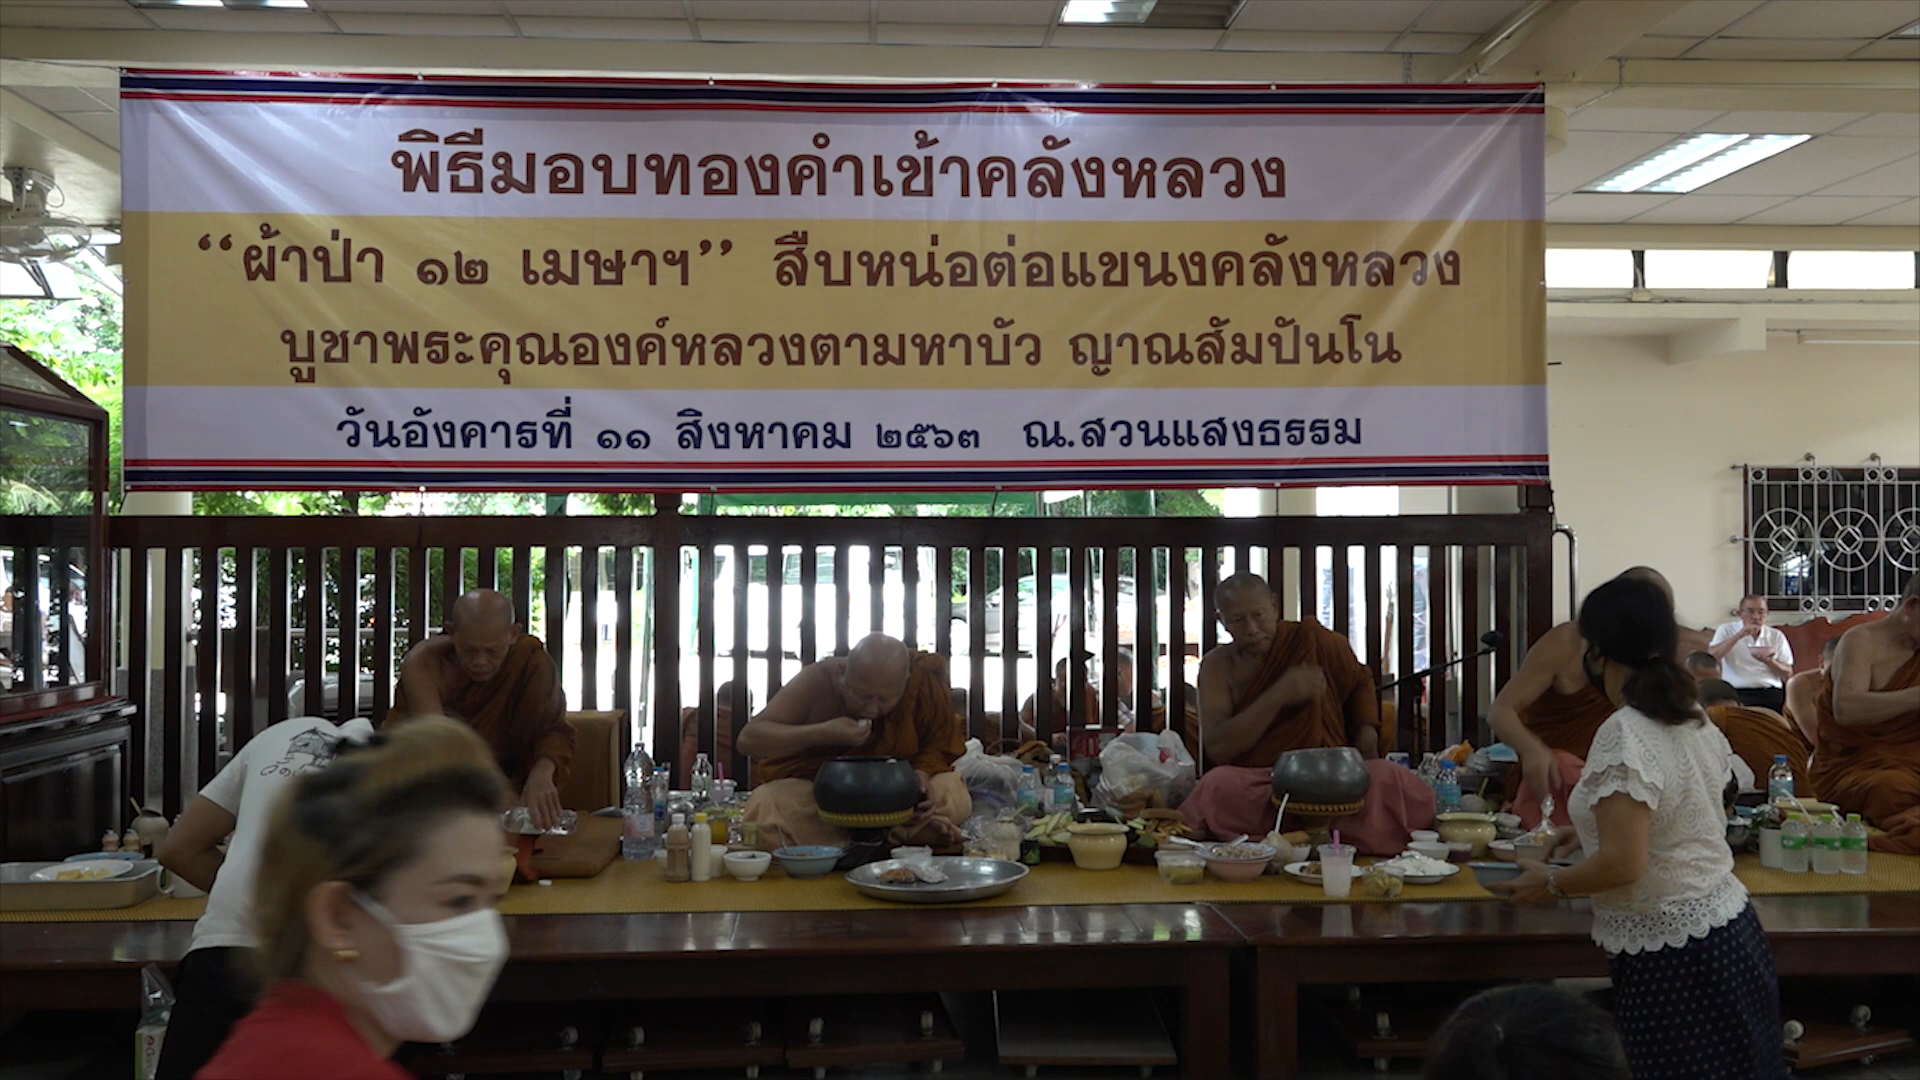 พิธีมอบทองคำเข้าคลังหลวง
“ผ้าป่า ๑๒ เมษาฯ” สืบหน่อต่อแขนงคลังหลวง
บูชาพระคุณองค์หลวงตามหาบัว ญาณสัมปันโน
วันอังคารที่ ๑๑ สิงหาคม ๒๕๖๓ ณ.สวนแสงธรรม